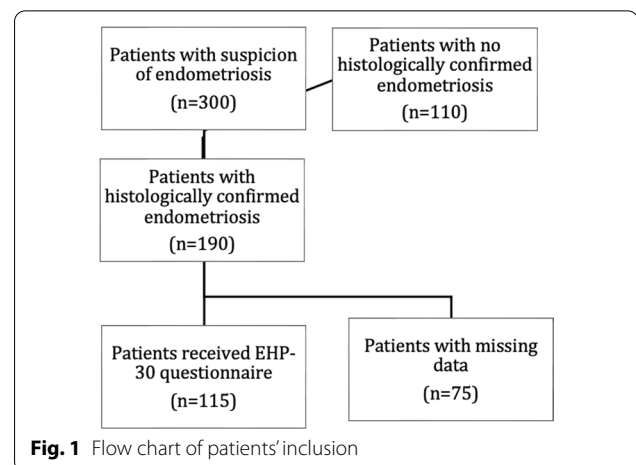 Patients with suspicion
of endometriosis
(n=300)
Patients with no
histologically confirmed
endometriosis
(n=110)
Patients with
histologically confirmed
endometriosis
(n=190)
Patients received EHP-
30 questionnaire
(n=115)
Patients with missing
data
(n=75)
Fig. 1 Flow chart of patients' inclusion